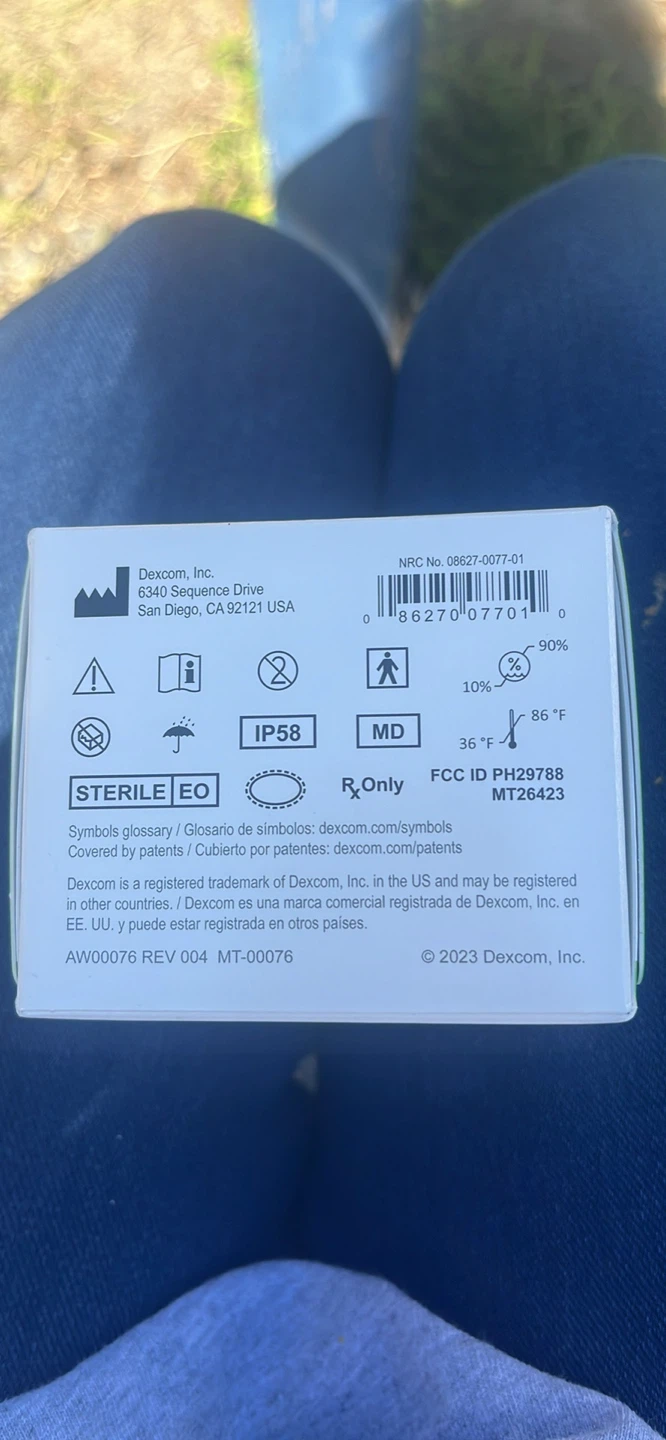 Dexcom, Inc.
6340 Sequence Drive
San Diego, CA 92121 USA
NRC No. 08627-0077-01
0 86270 07701 0
90%
10%
IP58
MD
86 °F
36 °F
STERILE EO
Rx Only
FCC ID PH29788
MT26423
Symbols glossary / Glosario de símbolos: dexcom.com/symbols
Covered by patents / Cubierto por patentes: dexcom.com/patents
Dexcom is a registered trademark of Dexcom, Inc. in the US and may be registered
in other countries. / Dexcom es una marca comercial registrada de Dexcom, Inc. en
EE. UU. y puede estar registrada en otros países.
AW00076 REV 004 MT-00076
© 2023 Dexcom, Inc.